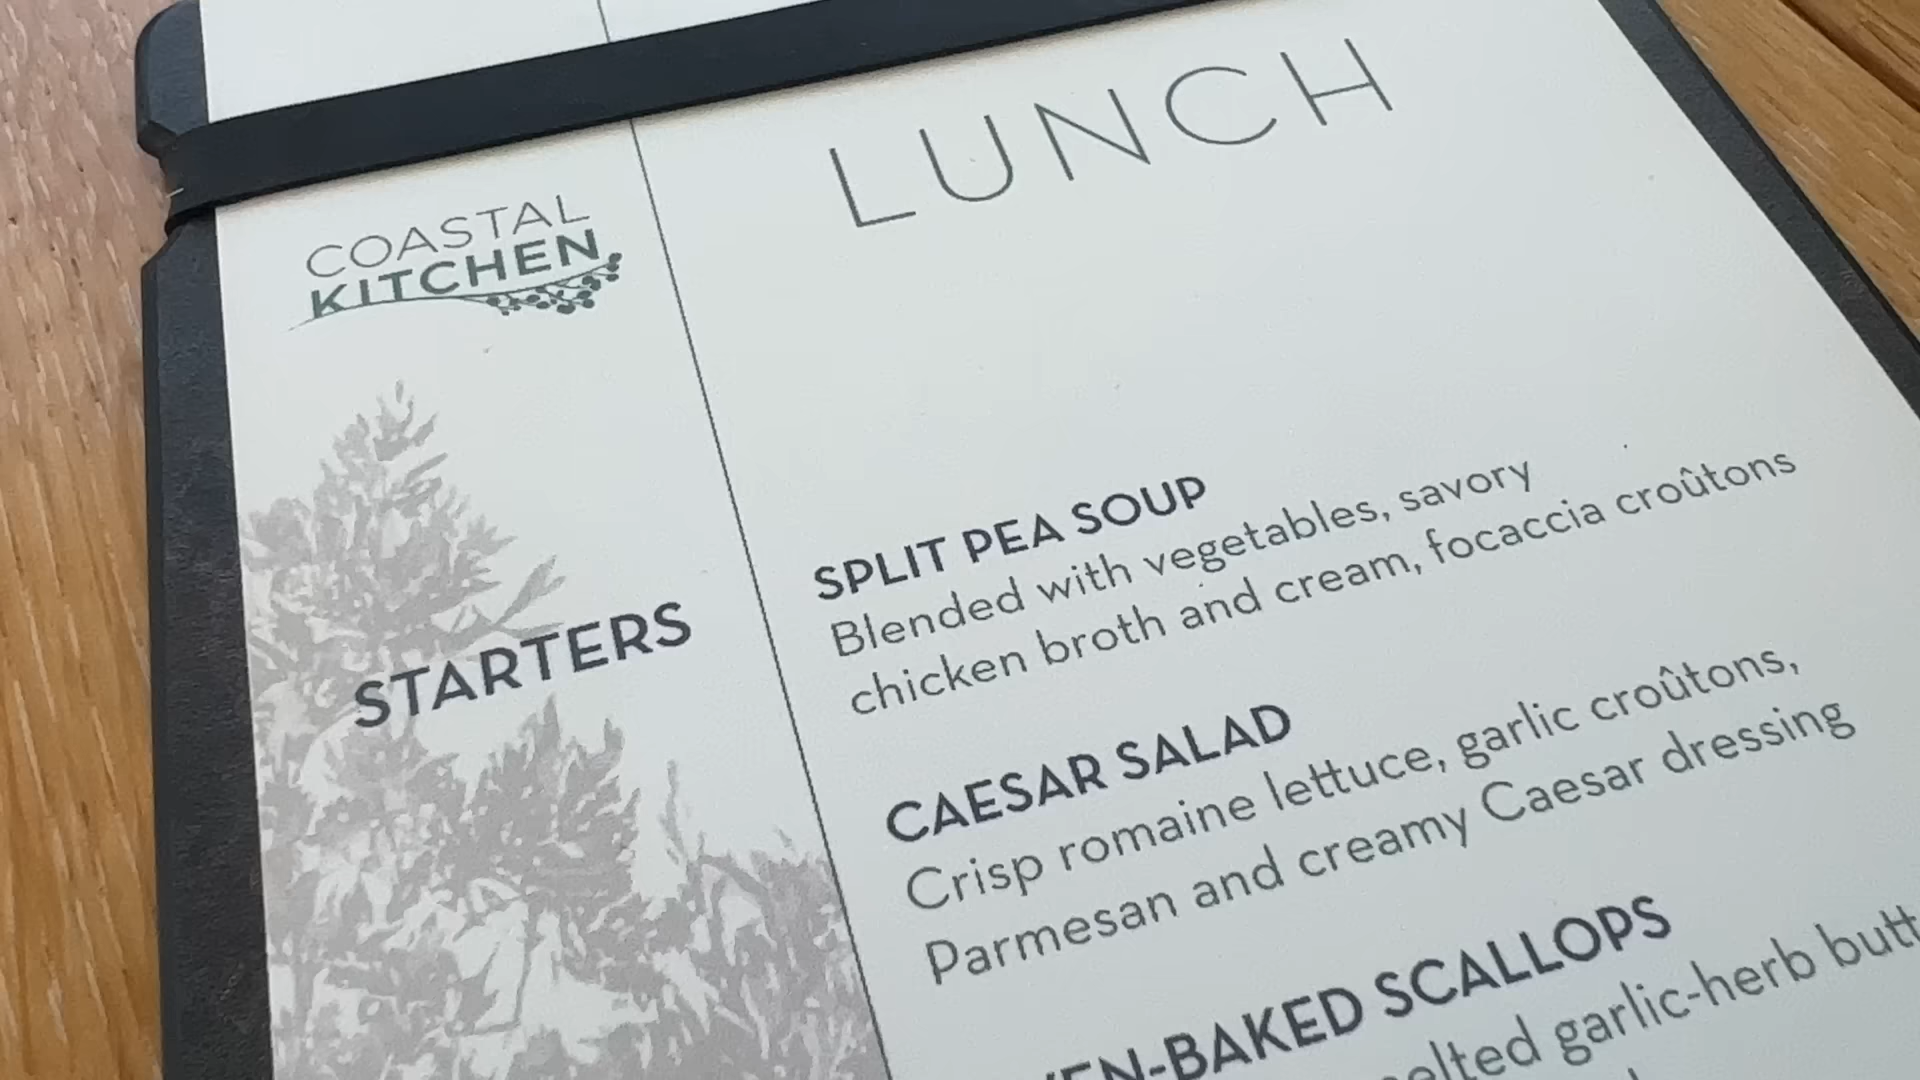 LUNCH
COASTAL
KITCHEN
STARTERS
SPLIT PEA SOUP
Blended with vegetables, savory
chicken broth and cream, focaccia croûtons
CAESAR SALAD
Crisp romaine lettuce, garlic croûtons,
Parmesan and creamy Caesar dressing
BAKED SCALLOPS
garlic-herb